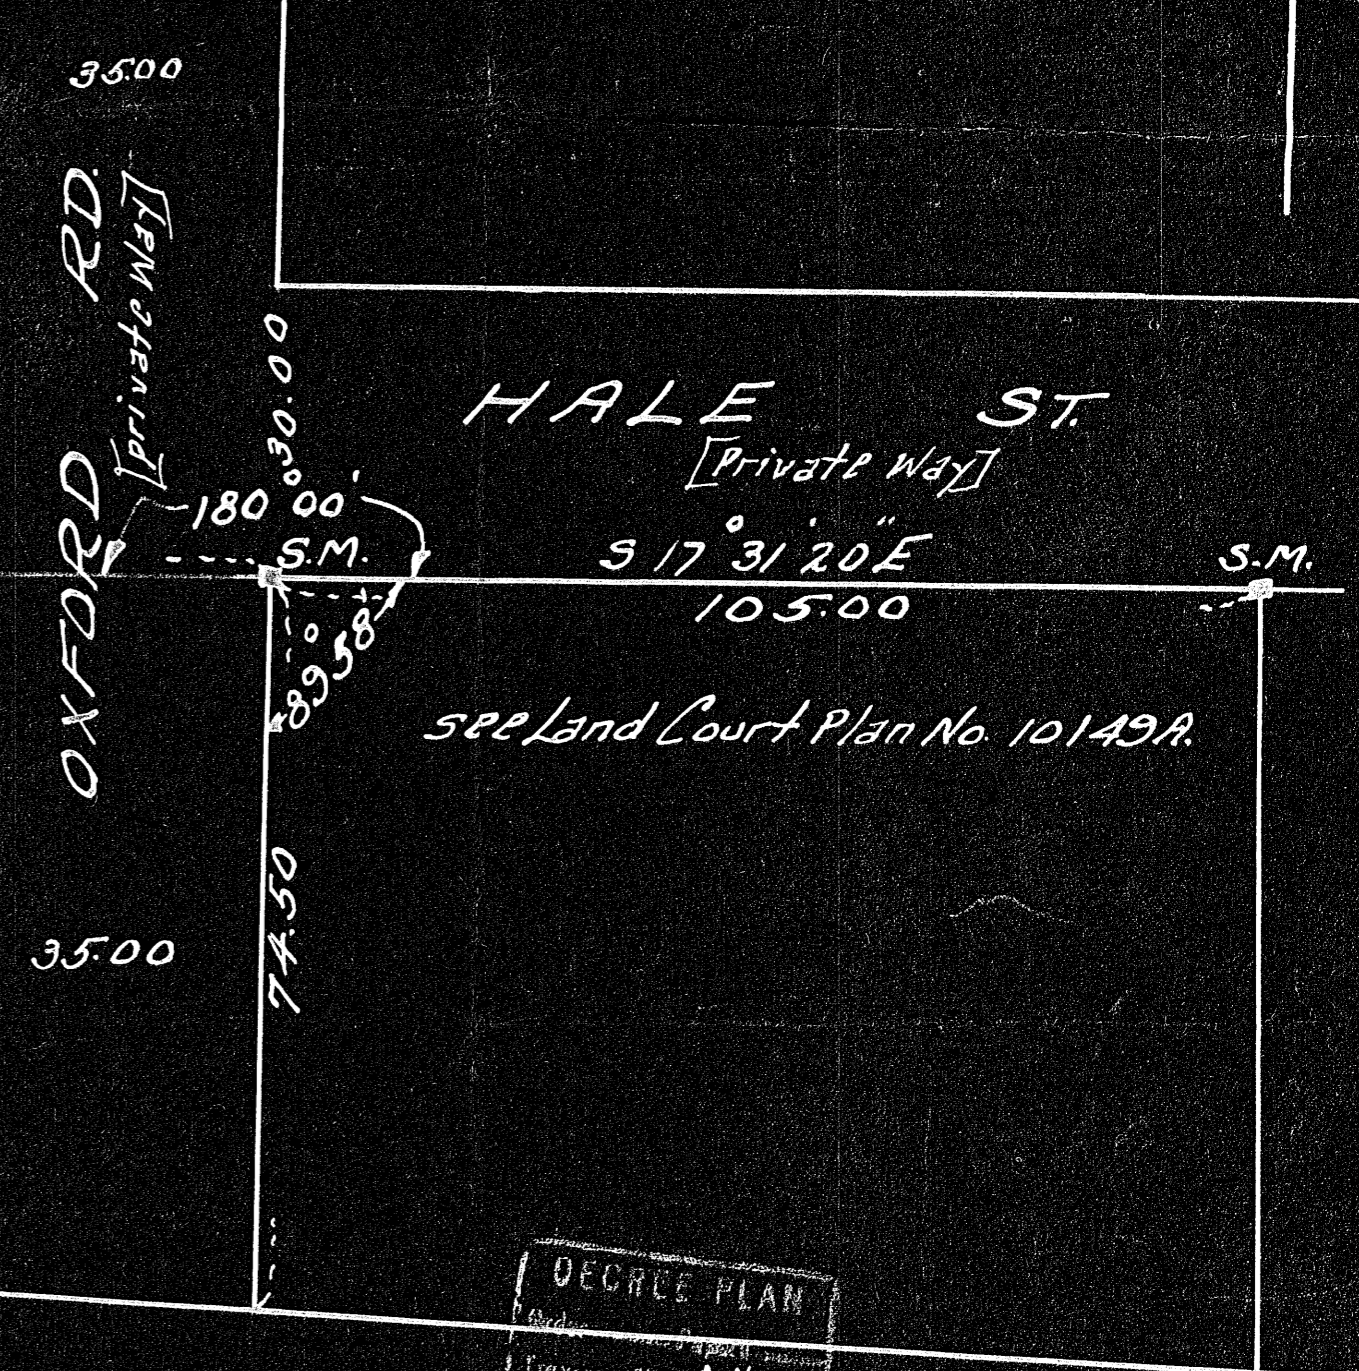 35.00
OXFORD RD.
[Private Way]
30.00
HALE ST.
[Private Way]
180°00'
S.M.
S 17°31'20"E
S.M.
105.00
89°58'
see Land Court Plan No. 10149A.
74.50
35.00
DECREE PLAN